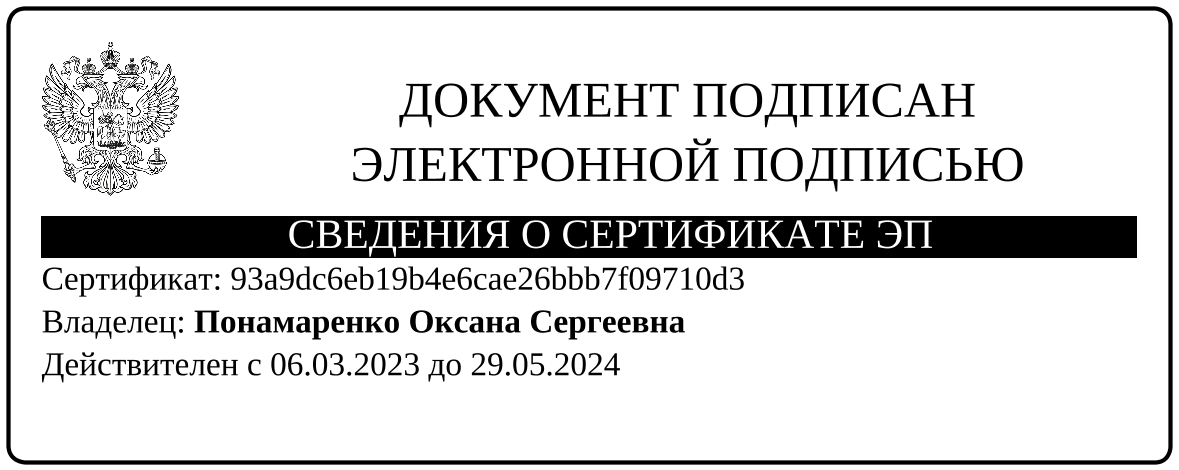 ДОКУМЕНТ ПОДПИСАН
ЭЛЕКТРОННОЙ ПОДПИСЬЮ
СВЕДЕНИЯ О СЕРТИФИКАТЕ ЭП
Сертификат: 93a9dc6eb19b4e6cae26bbb7f09710d3
Владелец: Понамаренко Оксана Сергеевна
Действителен с 06.03.2023 до 29.05.2024